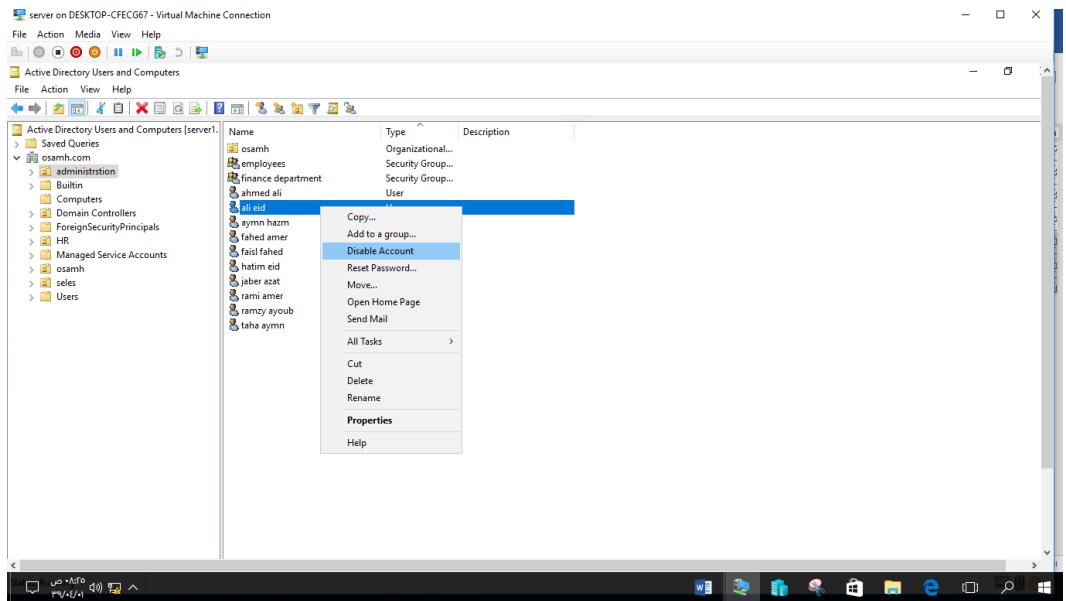 server on DESKTOP-CFECG67 - Virtual Machine Connection
File Action Media View Help
Active Directory Users and Computers
File Action View Help
Active Directory Users and Computers [server1.
Saved Queries
osamh.com
administrstion
Builtin
Computers
Domain Controllers
ForeignSecurityPrincipals
HR
Managed Service Accounts
osamh
seles
Users
Name Type Description
osamh Organizational...
employees Security Group...
finance department Security Group...
ahmed ali User
ali eid
aymn hazm
fahed amer
faisl fahed
hatim eid
jaber azat
rami amer
ramzy ayoub
taha aymn
Copy...
Add to a group...
Disable Account
Reset Password...
Move...
Open Home Page
Send Mail
All Tasks
Cut
Delete
Rename
Properties
Help
٠٨:٢٥ ص
٣٩/٠٤/٠١